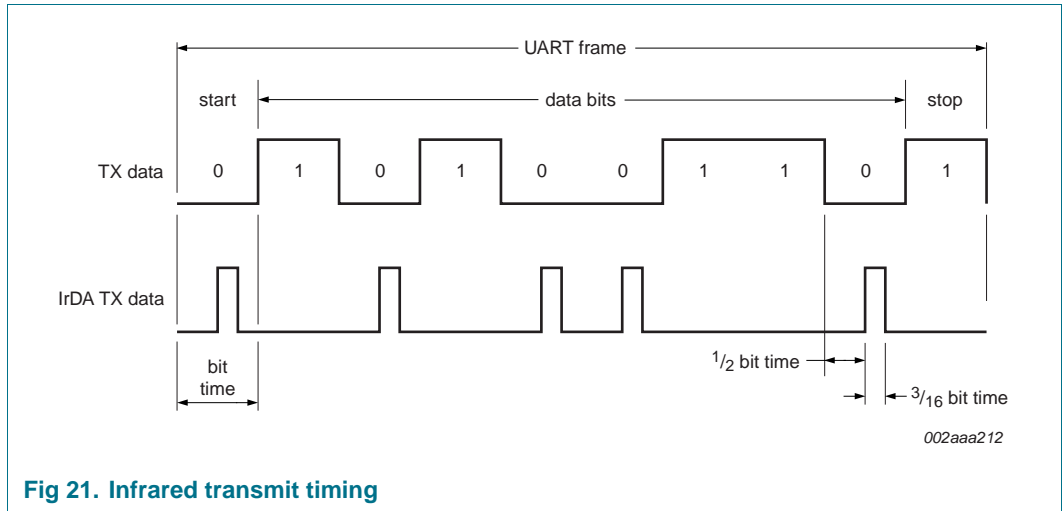 UART frame
start data bits stop
TX data 0 1 0 1 0 0 1 1 0 1
IrDA TX data
bit
time
1/2 bit time
3/16 bit time
002aaa212
Fig 21. Infrared transmit timing